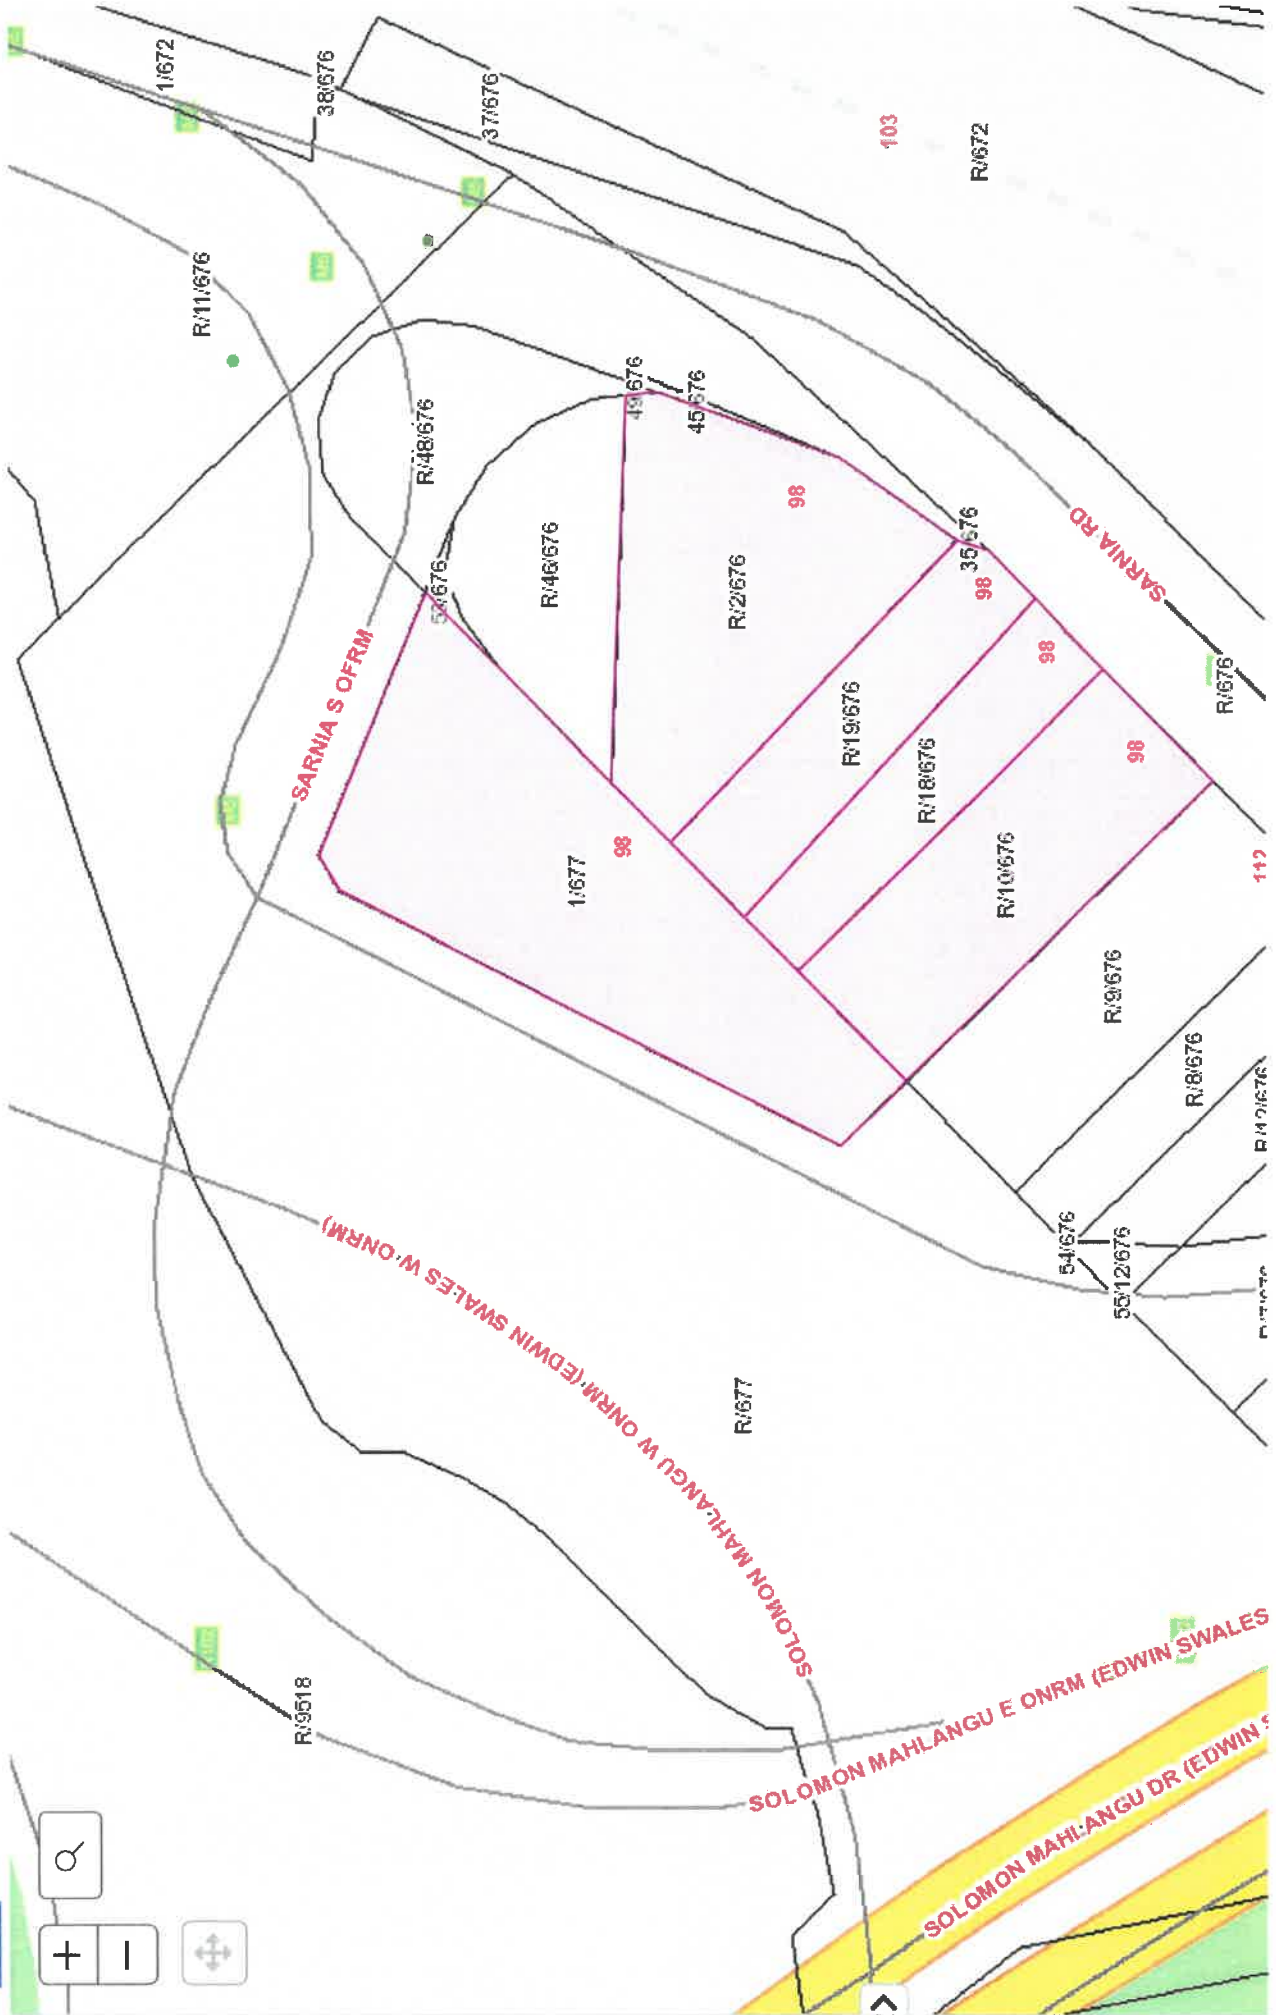 1/672
38/676
37/676
103
R/672
R/11/676
R/48/676
49/676
45/676
98
R/46/676
R/2/676
35/676
98
SARNIA RD
98
R/676
SARNIA S OFRM
R/19/676
R/18/676
98
R/10/676
98
1/677
112
R/9/676
R/8/676
R/12/676
54/676
55/12/676
R/677
SOLOMON MAHLANGU W ONRM (EDWIN SWALES W ONRM)
R/9518
SOLOMON MAHLANGU E ONRM (EDWIN SWALES
SOLOMON MAHLANGU DR (EDWIN S
+
−